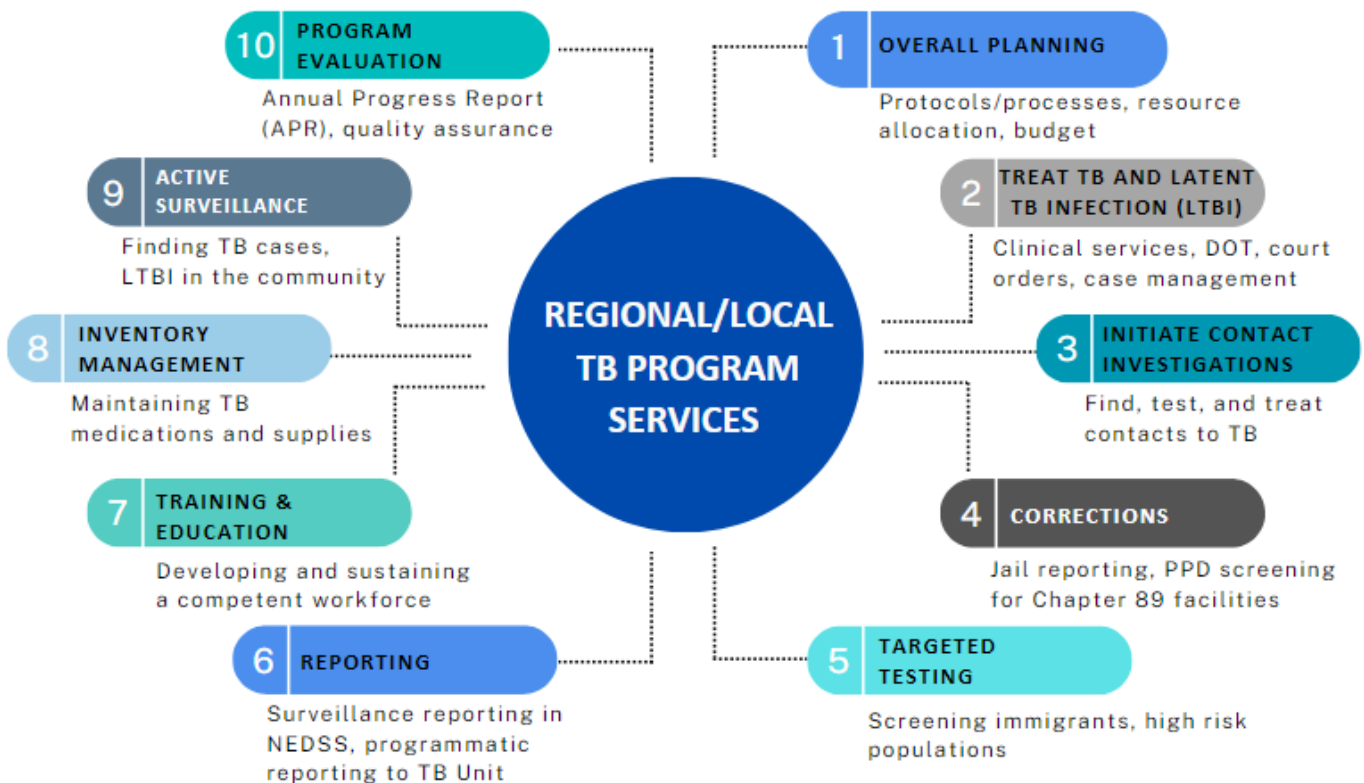 REGIONAL/LOCAL
TB PROGRAM
SERVICES
1
OVERALL PLANNING
Protocols/processes, resource
allocation, budget
2
TREAT TB AND LATENT
TB INFECTION (LTBI)
Clinical services, DOT, court
orders, case management
3
INITIATE CONTACT
INVESTIGATIONS
Find, test, and treat
contacts to TB
4
CORRECTIONS
Jail reporting, PPD screening
for Chapter 89 facilities
5
TARGETED
TESTING
Screening immigrants, high risk
populations
6
REPORTING
Surveillance reporting in
NEDSS, programmatic
reporting to TB Unit
7
TRAINING &
EDUCATION
Developing and sustaining
a competent workforce
8
INVENTORY
MANAGEMENT
Maintaining TB
medications and supplies
9
ACTIVE
SURVEILLANCE
Finding TB cases,
LTBI in the community
10
PROGRAM
EVALUATION
Annual Progress Report
(APR), quality assurance